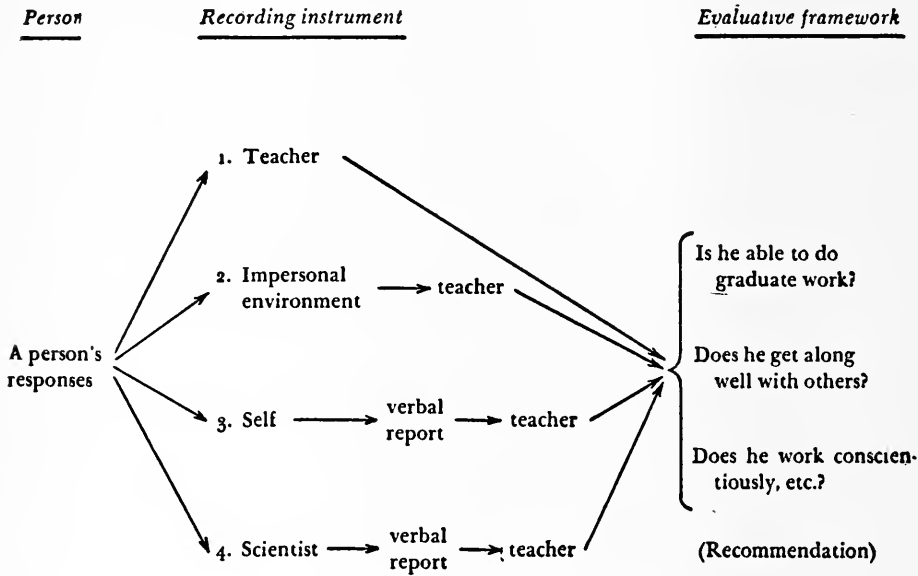 Person Recording instrument Evaluative framework
1. Teacher
2. Impersonal
environment
teacher
A person's
responses
3. Self
verbal
report
teacher
4. Scientist
verbal
report
teacher
Is he able to do
graduate work?
Does he get along
well with others?
Does he work conscien-
tiously, etc.?
(Recommendation)